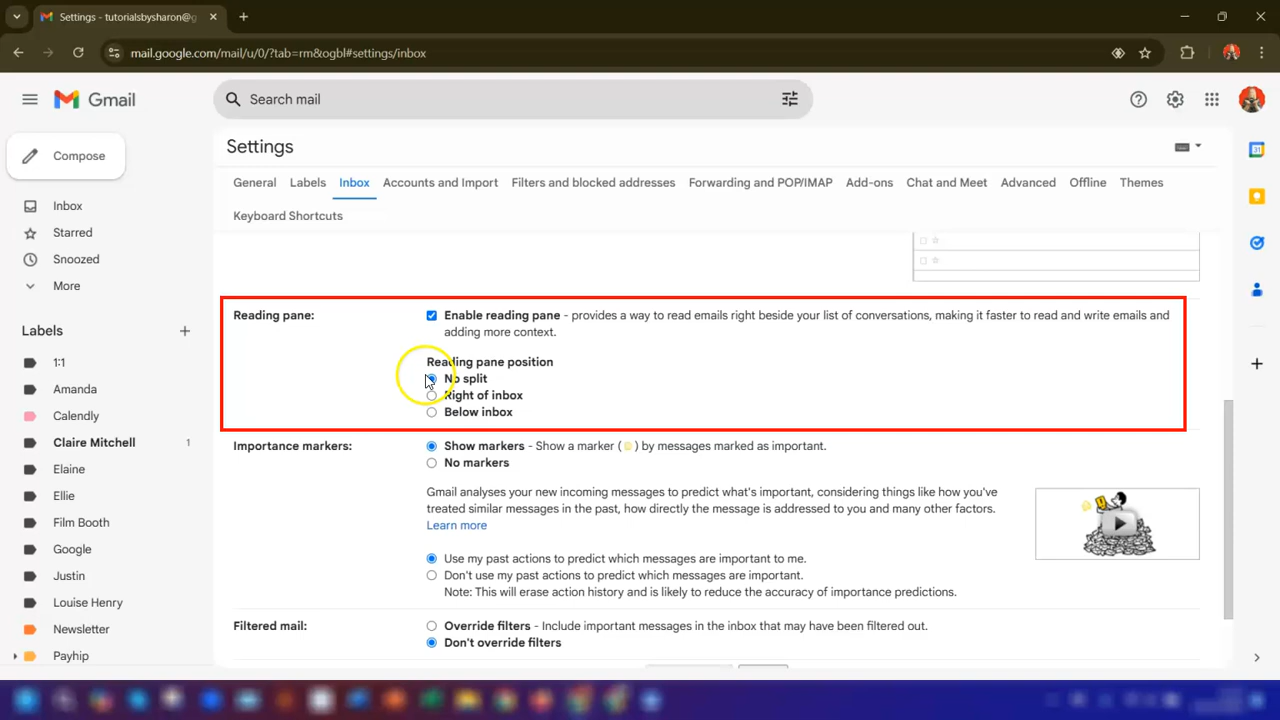 Settings - tutorialsbysharon@g
mail.google.com/mail/u/0/?tab=rm&ogbl#settings/inbox
Gmail
Search mail
Compose
Inbox
Starred
Snoozed
More
Labels
1:1
Amanda
Calendly
Claire Mitchell 1
Elaine
Ellie
Film Booth
Google
Justin
Louise Henry
Newsletter
Payhip
Settings
General Labels Inbox Accounts and Import Filters and blocked addresses Forwarding and POP/IMAP Add-ons Chat and Meet Advanced Offline Themes
Keyboard Shortcuts
Reading pane:
Enable reading pane - provides a way to read emails right beside your list of conversations, making it faster to read and write emails and
adding more context.
Reading pane position
No split
Right of inbox
Below inbox
Importance markers:
Show markers - Show a marker ( ) by messages marked as important.
No markers
Gmail analyses your new incoming messages to predict what's important, considering things like how you've
treated similar messages in the past, how directly the message is addressed to you and many other factors.
Learn more
Use my past actions to predict which messages are important to me.
Don't use my past actions to predict which messages are important.
Note: This will erase action history and is likely to reduce the accuracy of importance predictions.
Filtered mail:
Override filters - Include important messages in the inbox that may have been filtered out.
Don't override filters
31